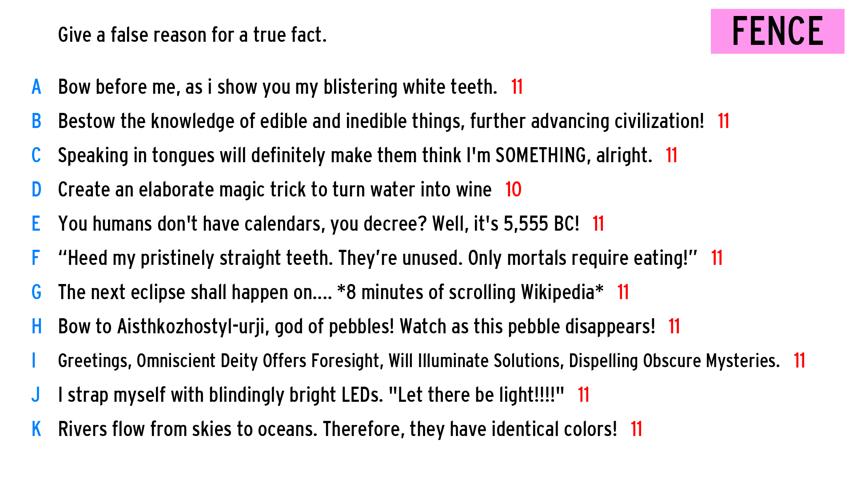 Give a false reason for a true fact.
FENCE
A Bow before me, as i show you my blistering white teeth. 11
B Bestow the knowledge of edible and inedible things, further advancing civilization! 11
C Speaking in tongues will definitely make them think I'm SOMETHING, alright. 11
D Create an elaborate magic trick to turn water into wine 10
E You humans don't have calendars, you decree? Well, it's 5,555 BC! 11
F “Heed my pristinely straight teeth. They’re unused. Only mortals require eating!” 11
G The next eclipse shall happen on.... *8 minutes of scrolling Wikipedia* 11
H Bow to Aisthkozhostyl-urji, god of pebbles! Watch as this pebble disappears! 11
I Greetings, Omniscient Deity Offers Foresight, Will Illuminate Solutions, Dispelling Obscure Mysteries. 11
J I strap myself with blindingly bright LEDs. "Let there be light!!!!" 11
K Rivers flow from skies to oceans. Therefore, they have identical colors! 11